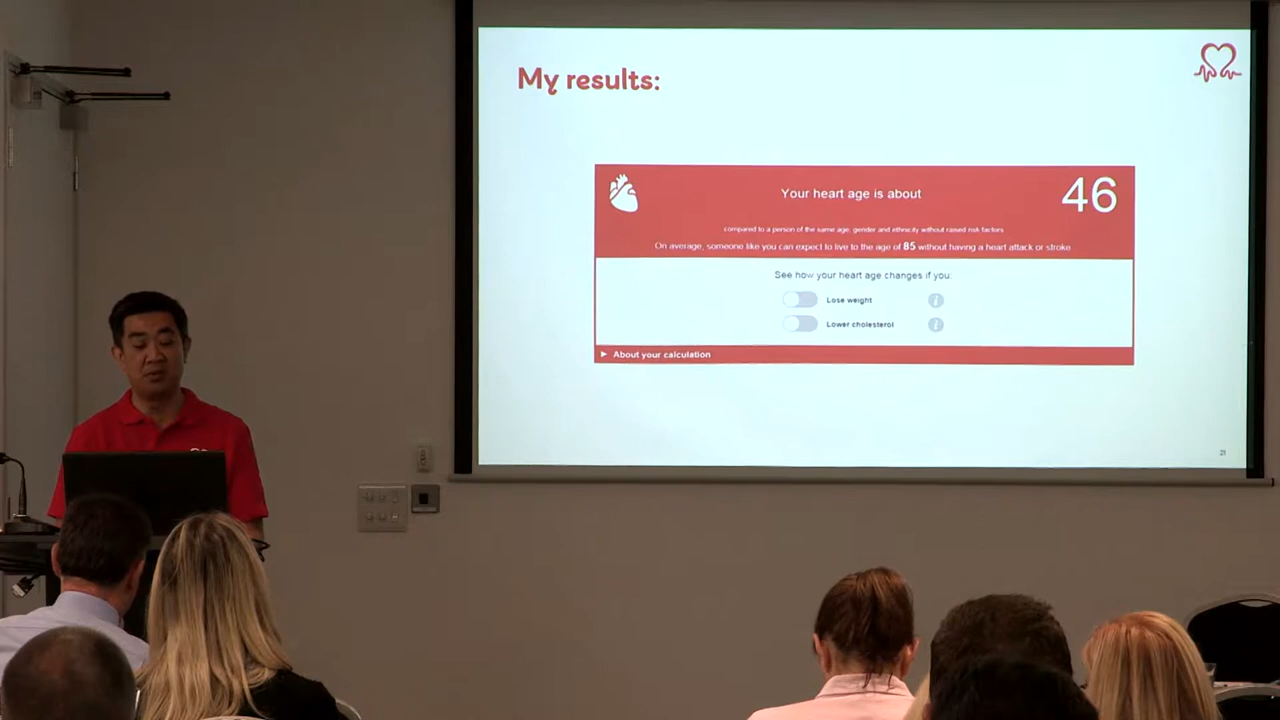 My results:
Your heart age is about
46
compared to a person of the same age, gender and ethnicity without raised risk factors
On average, someone like you can expect to live to the age of 85 without having a heart attack or stroke
See how your heart age changes if you:
Lose weight
i
Lower cholesterol
i
About your calculation
21